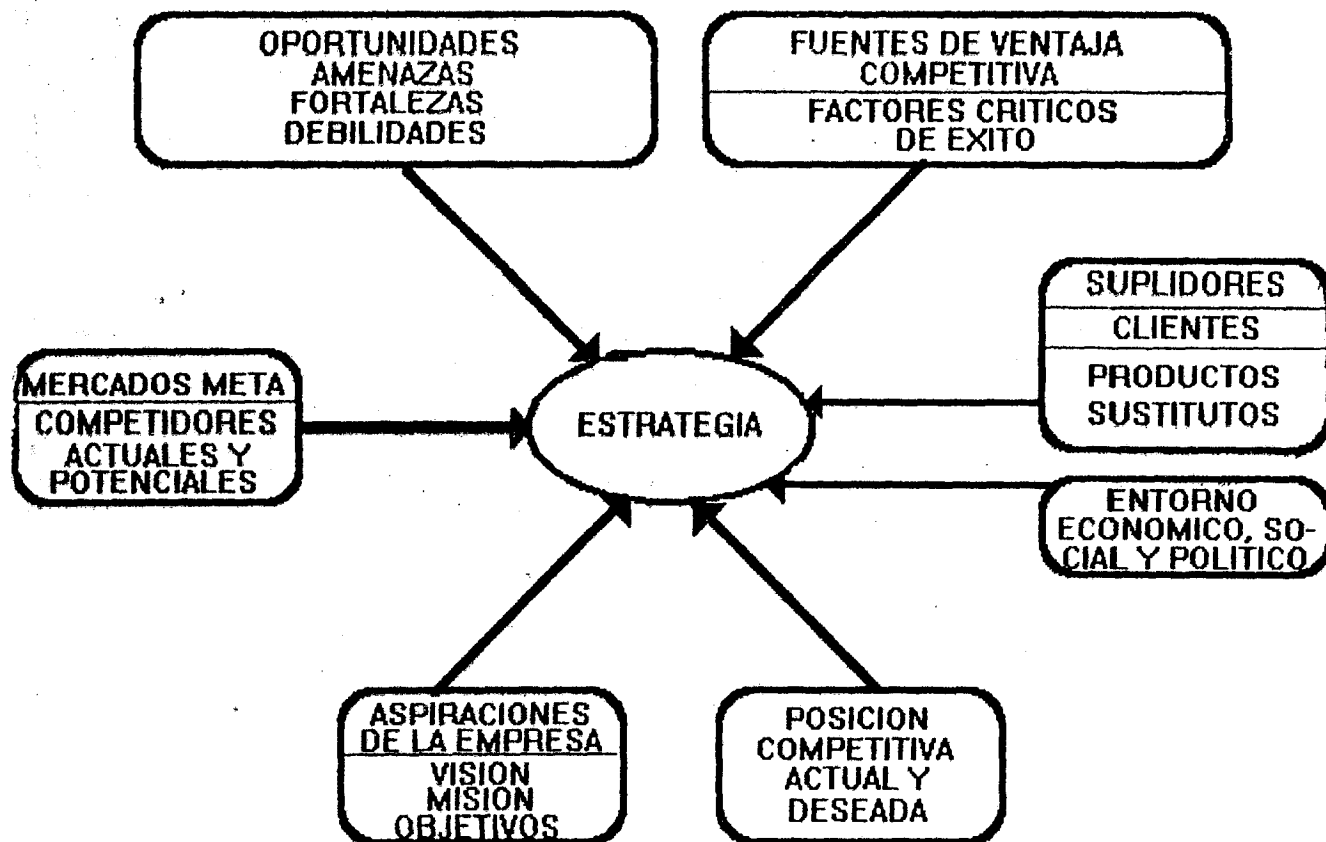 OPORTUNIDADES
AMENAZAS
FORTALEZAS
DEBILIDADES
FUENTES DE VENTAJA
COMPETITIVA
FACTORES CRITICOS
DE EXITO
SUPLIDORES
CLIENTES
PRODUCTOS
SUSTITUTOS
MERCADOS META
COMPETIDORES
ACTUALES Y
POTENCIALES
ESTRATEGIA
ENTORNO
ECONOMICO, SO-
CIAL Y POLITICO
ASPIRACIONES
DE LA EMPRESA
VISION
MISION
OBJETIVOS
POSICION
COMPETITIVA
ACTUAL Y
DESEADA